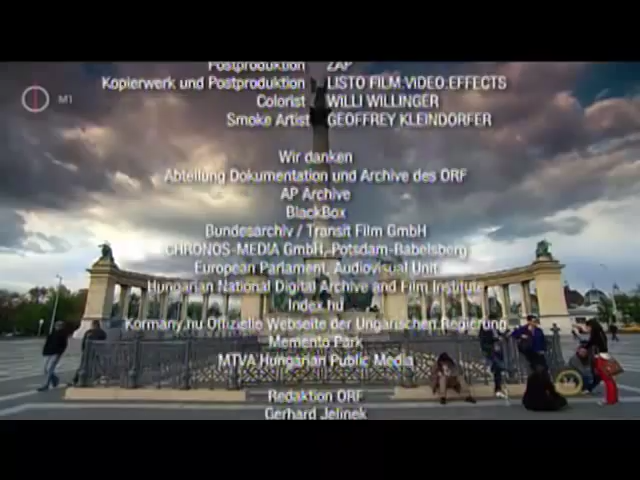 Postproduktion ZAP
Kopierwerk und Postproduktion LISTO FILM:VIDEO:EFFECTS
M1
Colorist WILLI WILLINGER
Smoke Artist GEOFFREY KLEINDORFER
Wir danken
Abteilung Dokumentation und Archive des ORF
AP Archive
BlackBox
Bundesarchiv / Transit Film GmbH
CHRONOS-MEDIA GmbH, Potsdam-Babelsberg
European Parlament, Audiovisual Unit
Hungarian National Digital Archive and Film Institute
Index.hu
Kormany.hu Offizielle Webseite der Ungarischen Regierung
Memento Park
MTVA Hungarian Public Media
Redaktion ORF
Gerhard Jelinek